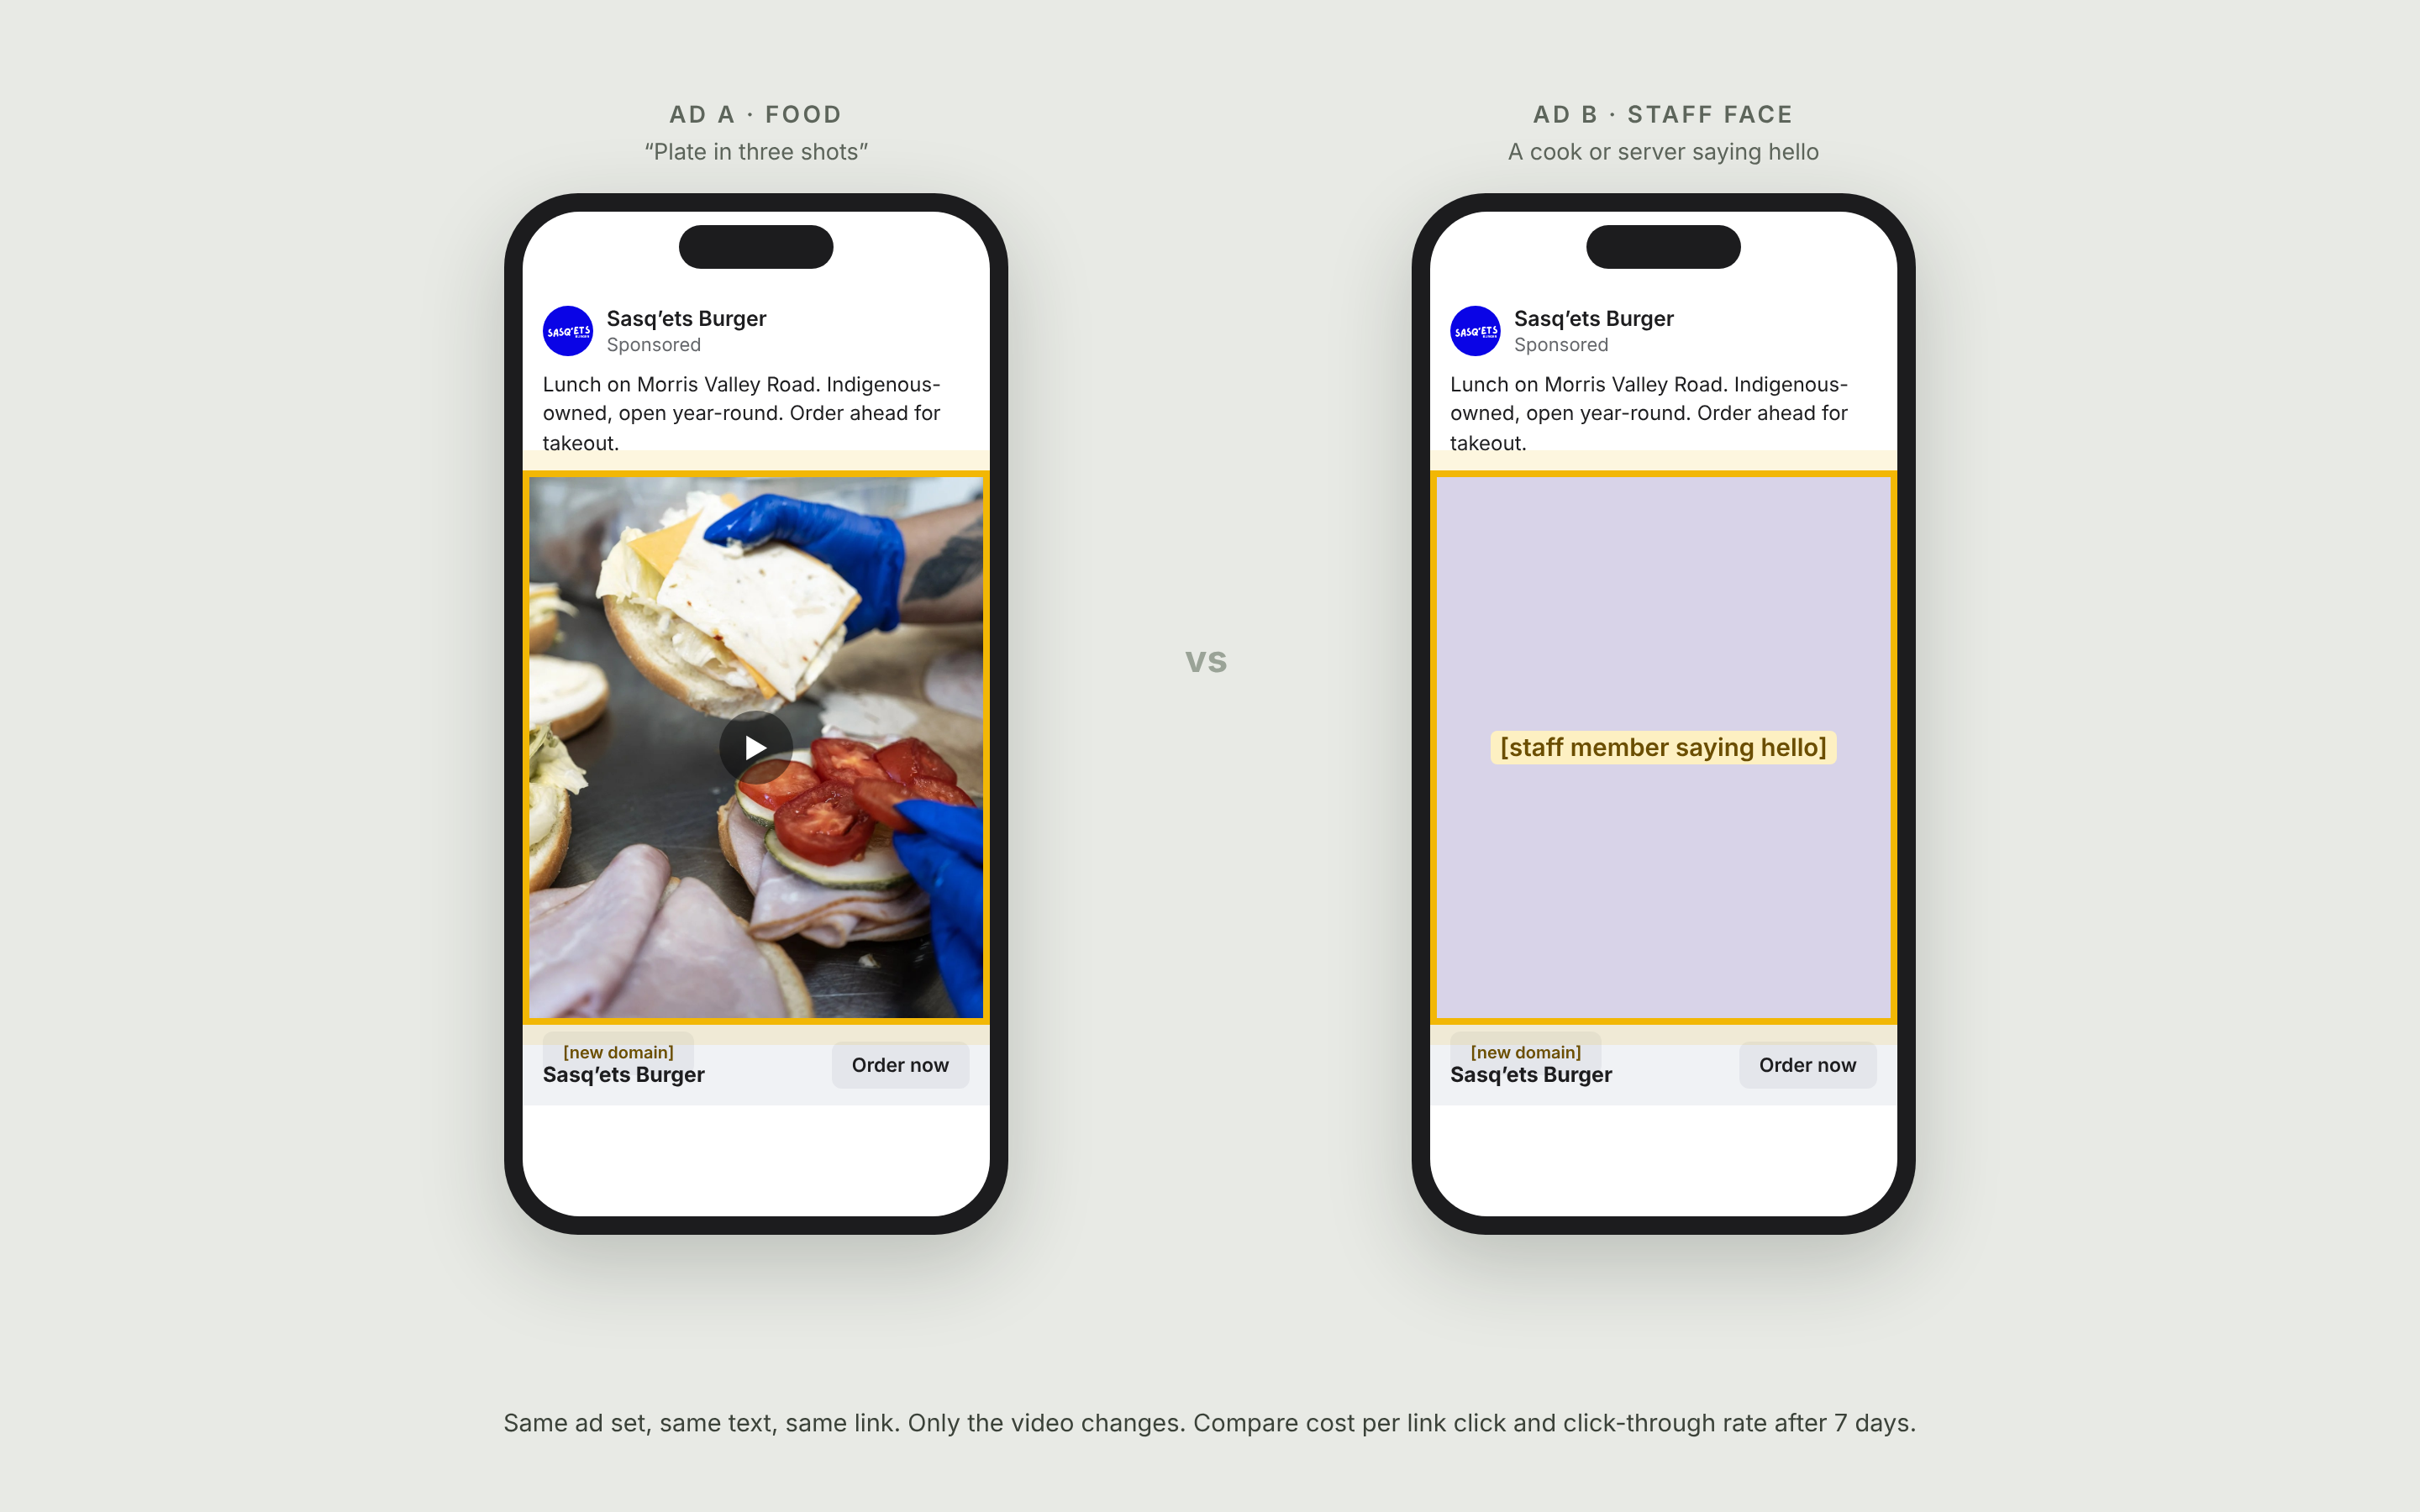 AD A · FOOD
“Plate in three shots”
SASQ'ETS
Sasq’ets Burger
Sponsored
Lunch on Morris Valley Road. Indigenous-
owned, open year-round. Order ahead for
takeout.
[new domain]
Sasq’ets Burger
Order now
vs
AD B · STAFF FACE
A cook or server saying hello
SASQ'ETS
Sasq’ets Burger
Sponsored
Lunch on Morris Valley Road. Indigenous-
owned, open year-round. Order ahead for
takeout.
[staff member saying hello]
[new domain]
Sasq’ets Burger
Order now
Same ad set, same text, same link. Only the video changes. Compare cost per link click and click-through rate after 7 days.